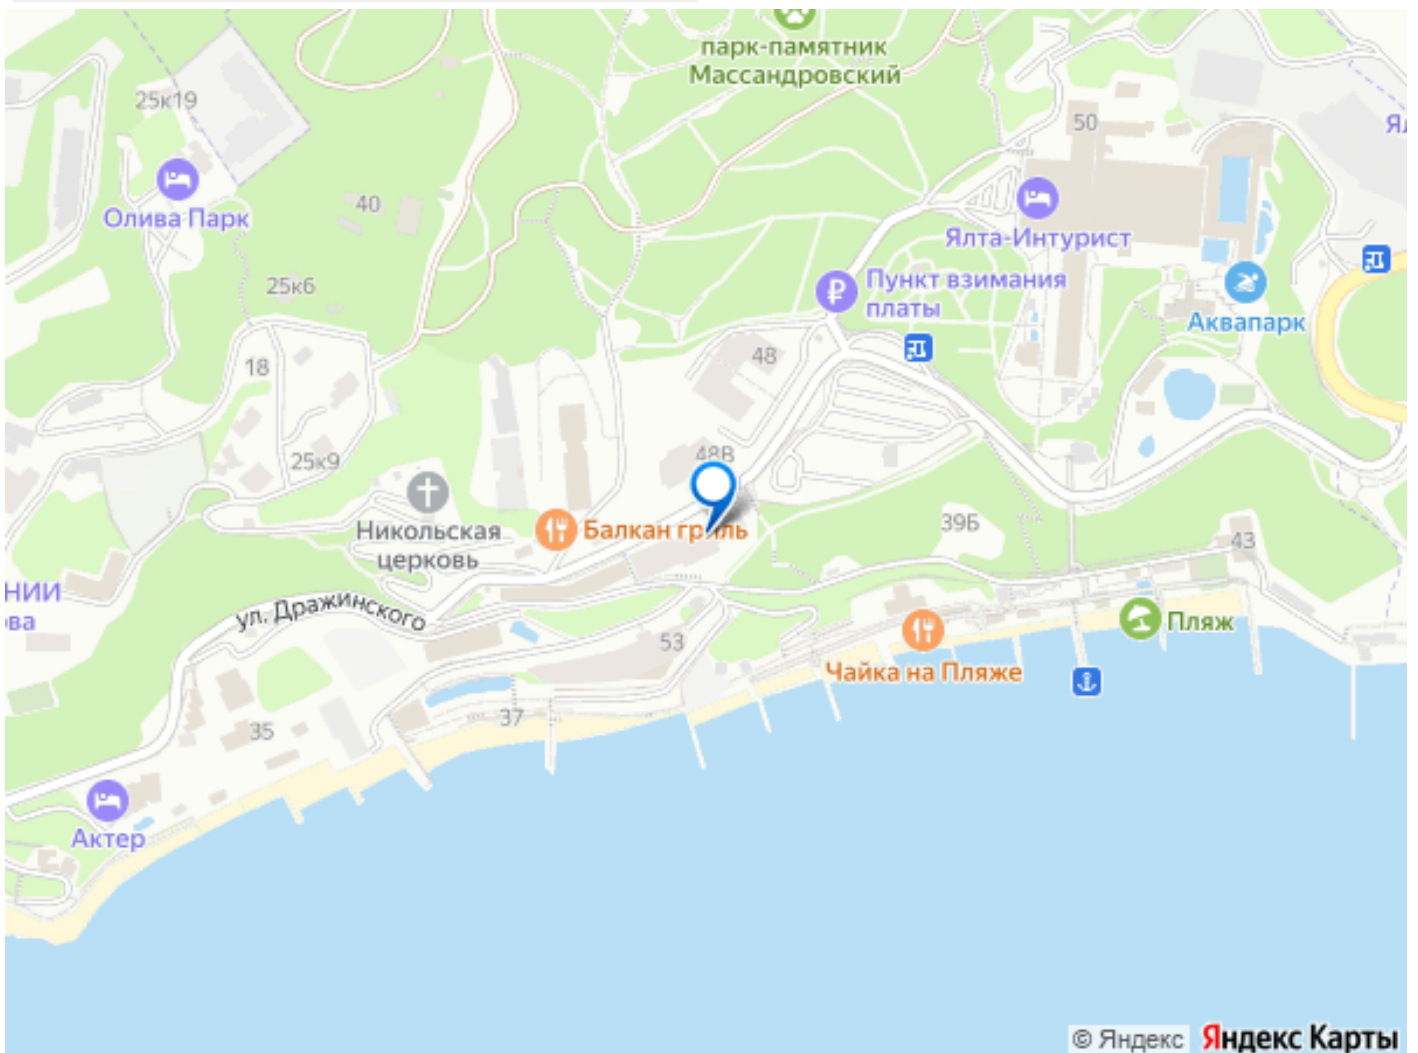 парк-памятник
Массандровский
25к19
50
Ял
Олива Парк
40
Ялта-Интурист
25к6
Пункт взимания
платы
Аквапарк
48
18
48В
25к9
Никольская
церковь
Балкан гриль
39Б
43
НИИ
ва
ул. Дражинского
Пляж
53
Чайка на Пляже
37
35
Актер
© Яндекс Яндекс Карты